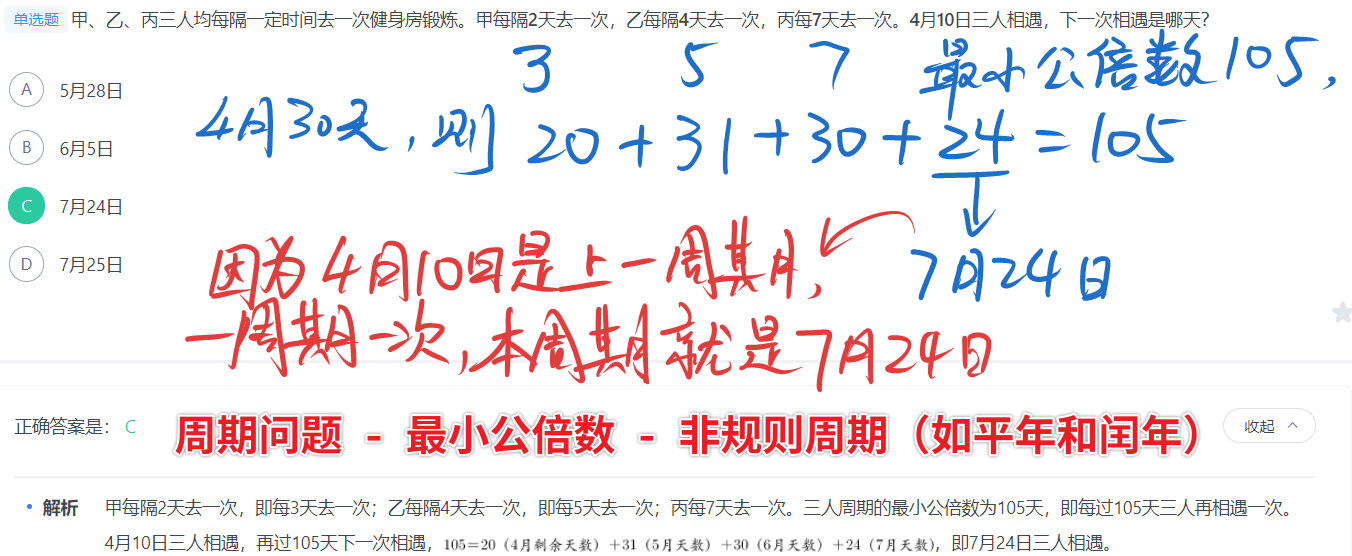 单选题 甲、乙、丙三人均每隔一定时间去一次健身房锻炼。甲每隔2天去一次，乙每隔4天去一次，丙每7天去一次。4月10日三人相遇，下一次相遇是哪天？
3 5 7 最小公倍数105，
A 5月28日
4月30天，则 20+31+30+24=105
B 6月5日
C 7月24日
7月24日
D 7月25日
因为4月10日是上一周期月，
一周期一次，本周期就是7月24日
正确答案是： C
周期问题 - 最小公倍数 - 非规则周期（如平年和闰年）
收起
解析 甲每隔2天去一次，即每3天去一次；乙每隔4天去一次，即每5天去一次；丙每7天去一次。三人周期的最小公倍数为105天，即每过105天三人再相遇一次。
4月10日三人相遇，再过105天下一次相遇，105=20（4月剩余天数）+31（5月天数）+30（6月天数）+24（7月天数)，即7月24日三人相遇。